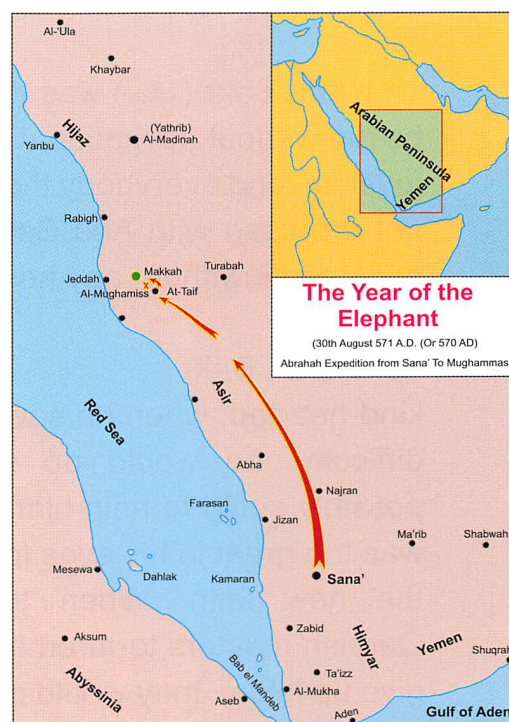 Al-'Ula
Khaybar
Hijaz
(Yathrib)
Al-Madinah
Yanbu
Rabigh
Jeddah
Makkah
Turabah
Al-Mughamiss
x
At-Taif
Red Sea
Asir
Abha
Najran
Farasan
Jizan
Ma'rib
Shabwah
Mesewa
Dahlak
Kamaran
Sana'
Aksum
Zabid
Himyar
Yemen
Shuqrah
Bab el Mandeb
Ta'izz
Abyssinia
Aseb
Al-Mukha
Aden
Gulf of Aden
Arabian Peninsula
Yemen
The Year of the
Elephant
(30th August 571 A.D. (Or 570 AD)
Abrahah Expedition from Sana' To Mughammas